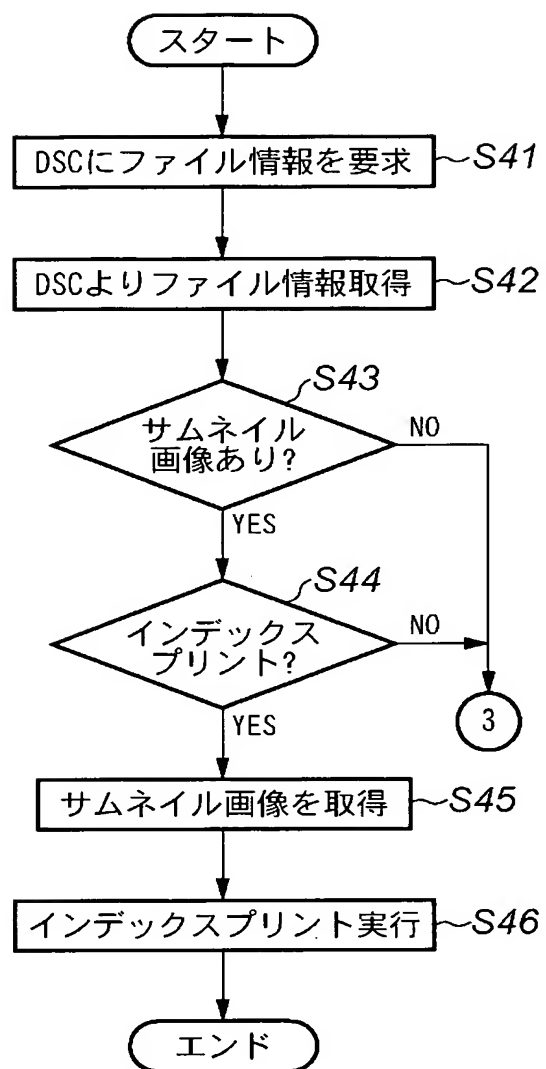 スタート
DSCにファイル情報を要求 S41
DSCよりファイル情報取得 S42
S43
サムネイル
画像あり?
NO
YES
S44
インデックス
プリント?
NO
YES
3
サムネイル画像を取得 S45
インデックスプリント実行 S46
エンド